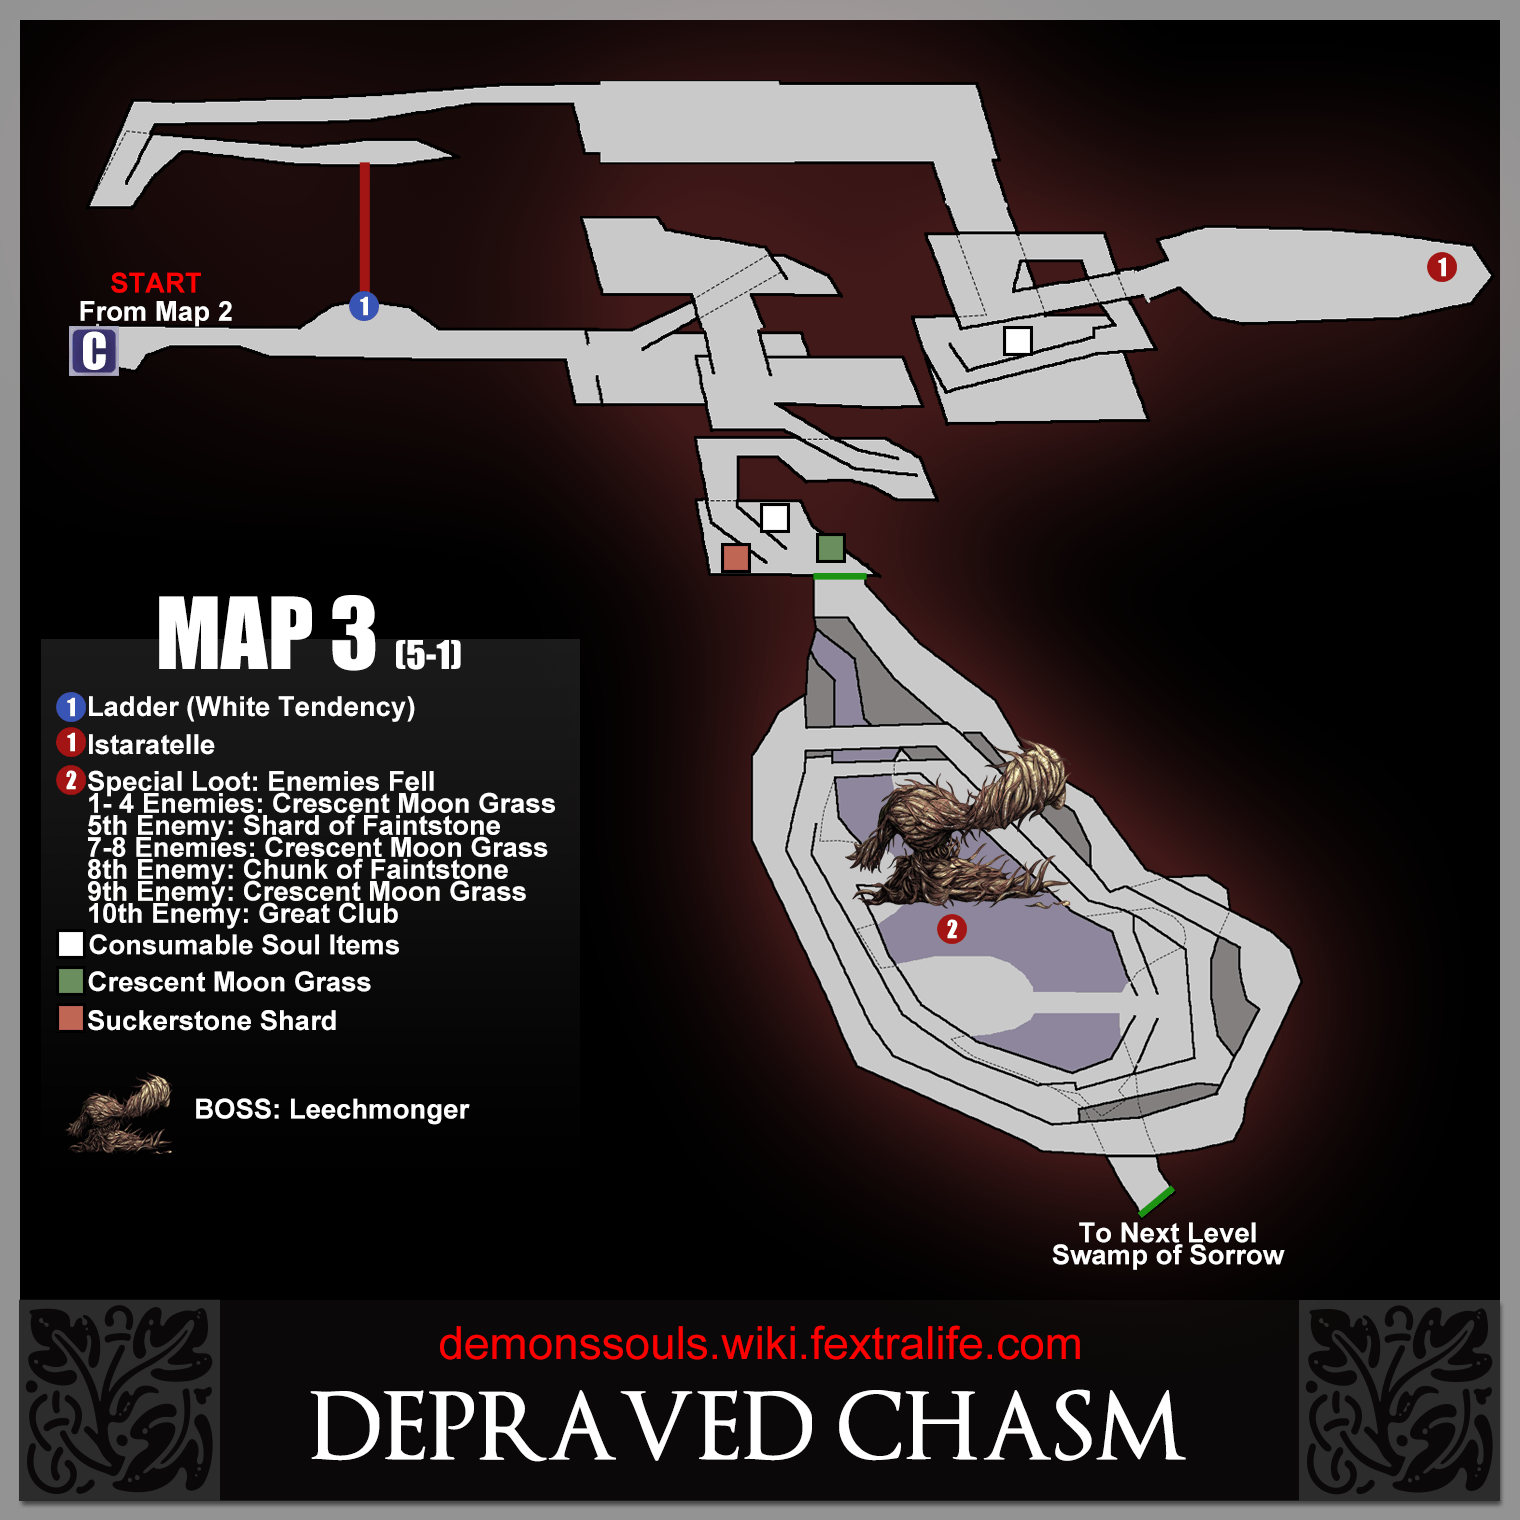 1
START
From Map 2
1
C
MAP 3 (5-1)
1 Ladder (White Tendency)
1 Istaratelle
2 Special Loot: Enemies Fell
1- 4 Enemies: Crescent Moon Grass
5th Enemy: Shard of Faintstone
7-8 Enemies: Crescent Moon Grass
8th Enemy: Chunk of Faintstone
9th Enemy: Crescent Moon Grass
10th Enemy: Great Club
Consumable Soul Items
Crescent Moon Grass
Suckerstone Shard
BOSS: Leechmonger
2
To Next Level
Swamp of Sorrow
demonssouls.wiki.fextralife.com
DEPRAVED CHASM